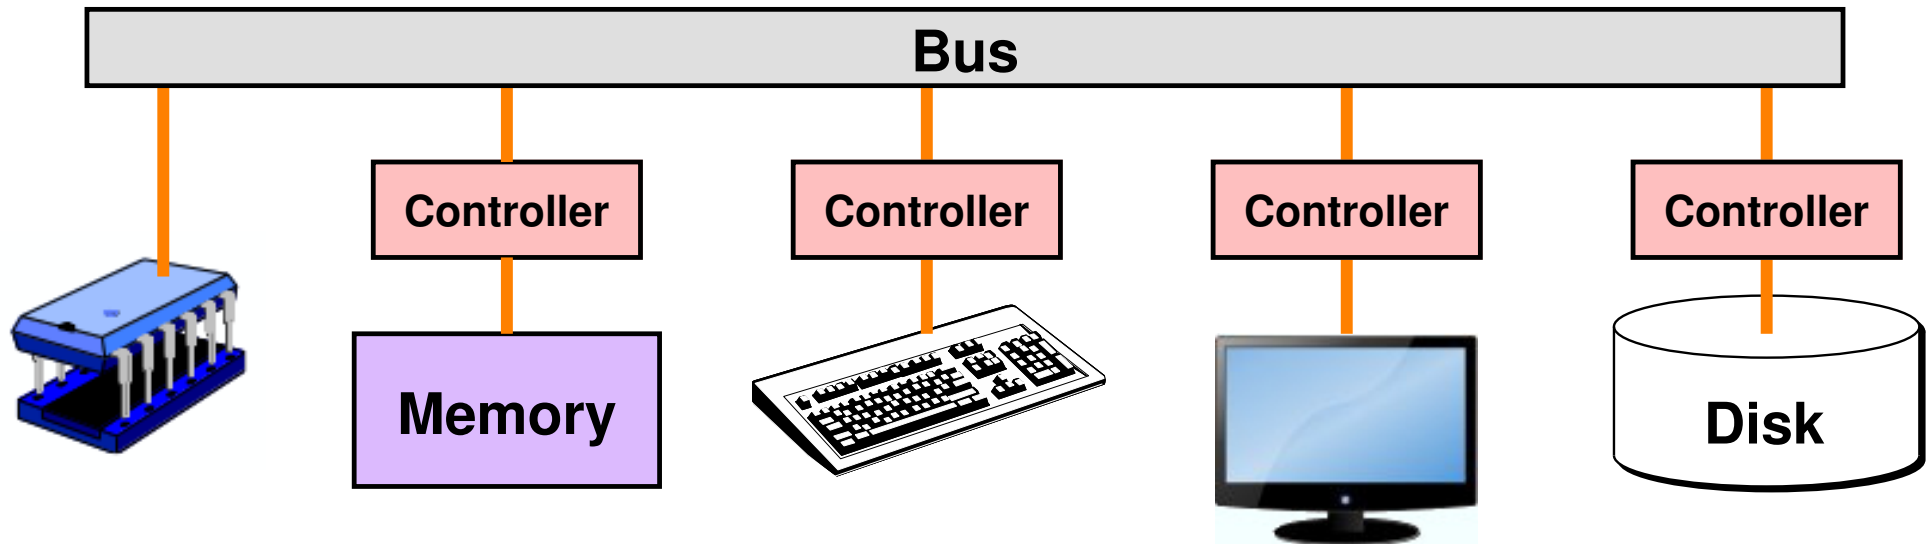 Bus
Controller
Controller
Controller
Controller
Memory
Disk